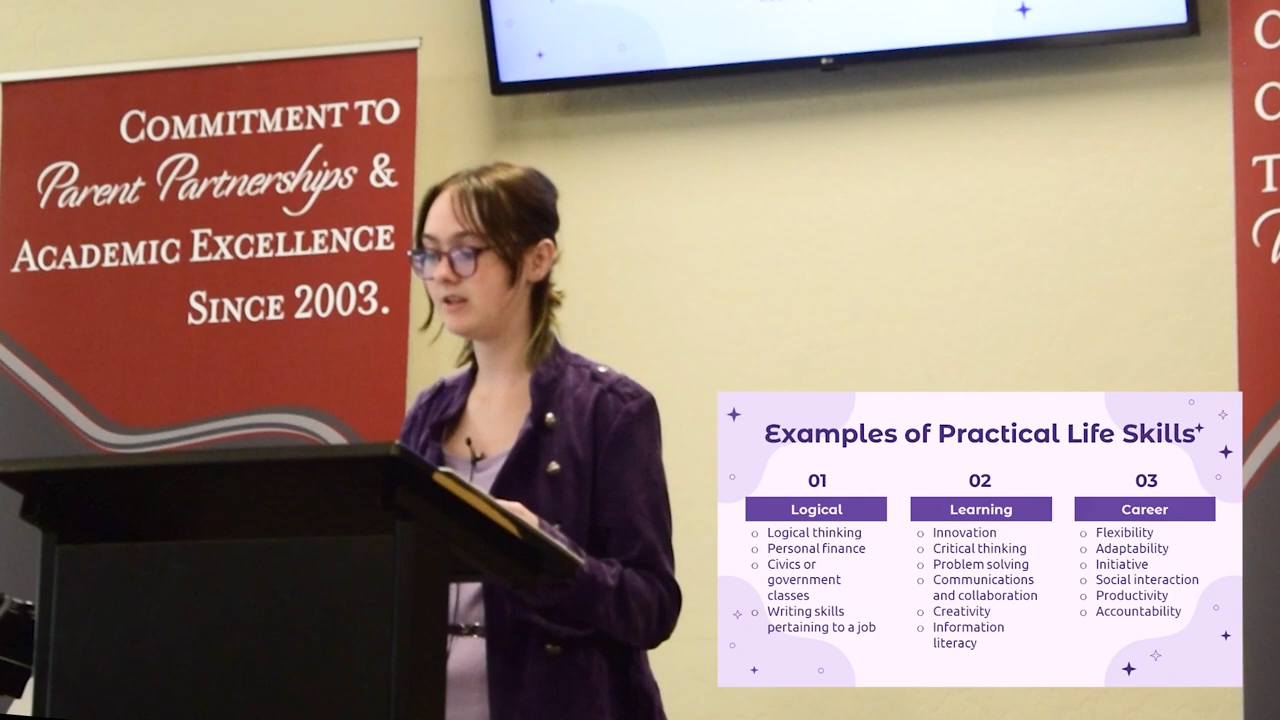 COMMITMENT TO
Parent Partnerships &
ACADEMIC EXCELLENCE
SINCE 2003.
LG
Examples of Practical Life Skills
01
Logical
Logical thinking
Personal finance
Civics or
government
classes
Writing skills
pertaining to a job
02
Learning
Innovation
Critical thinking
Problem solving
Communications
and collaboration
Creativity
Information
literacy
03
Career
Flexibility
Adaptability
Initiative
Social interaction
Productivity
Accountability